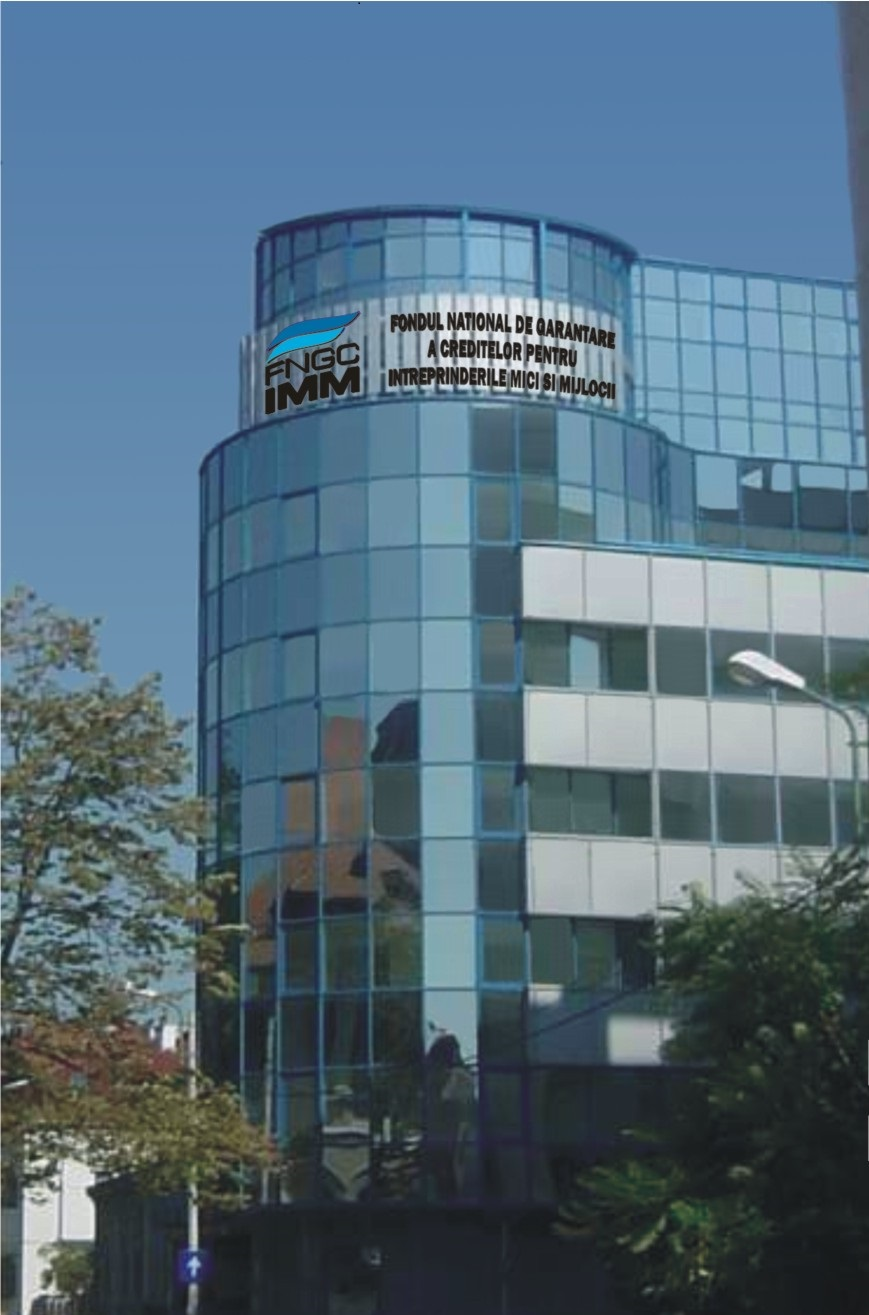 FNGC
IMM
FONDUL NATIONAL DE GARANTARE
A CREDITELOR PENTRU
INTREPRINDERILE MICI SI MIJLOCII